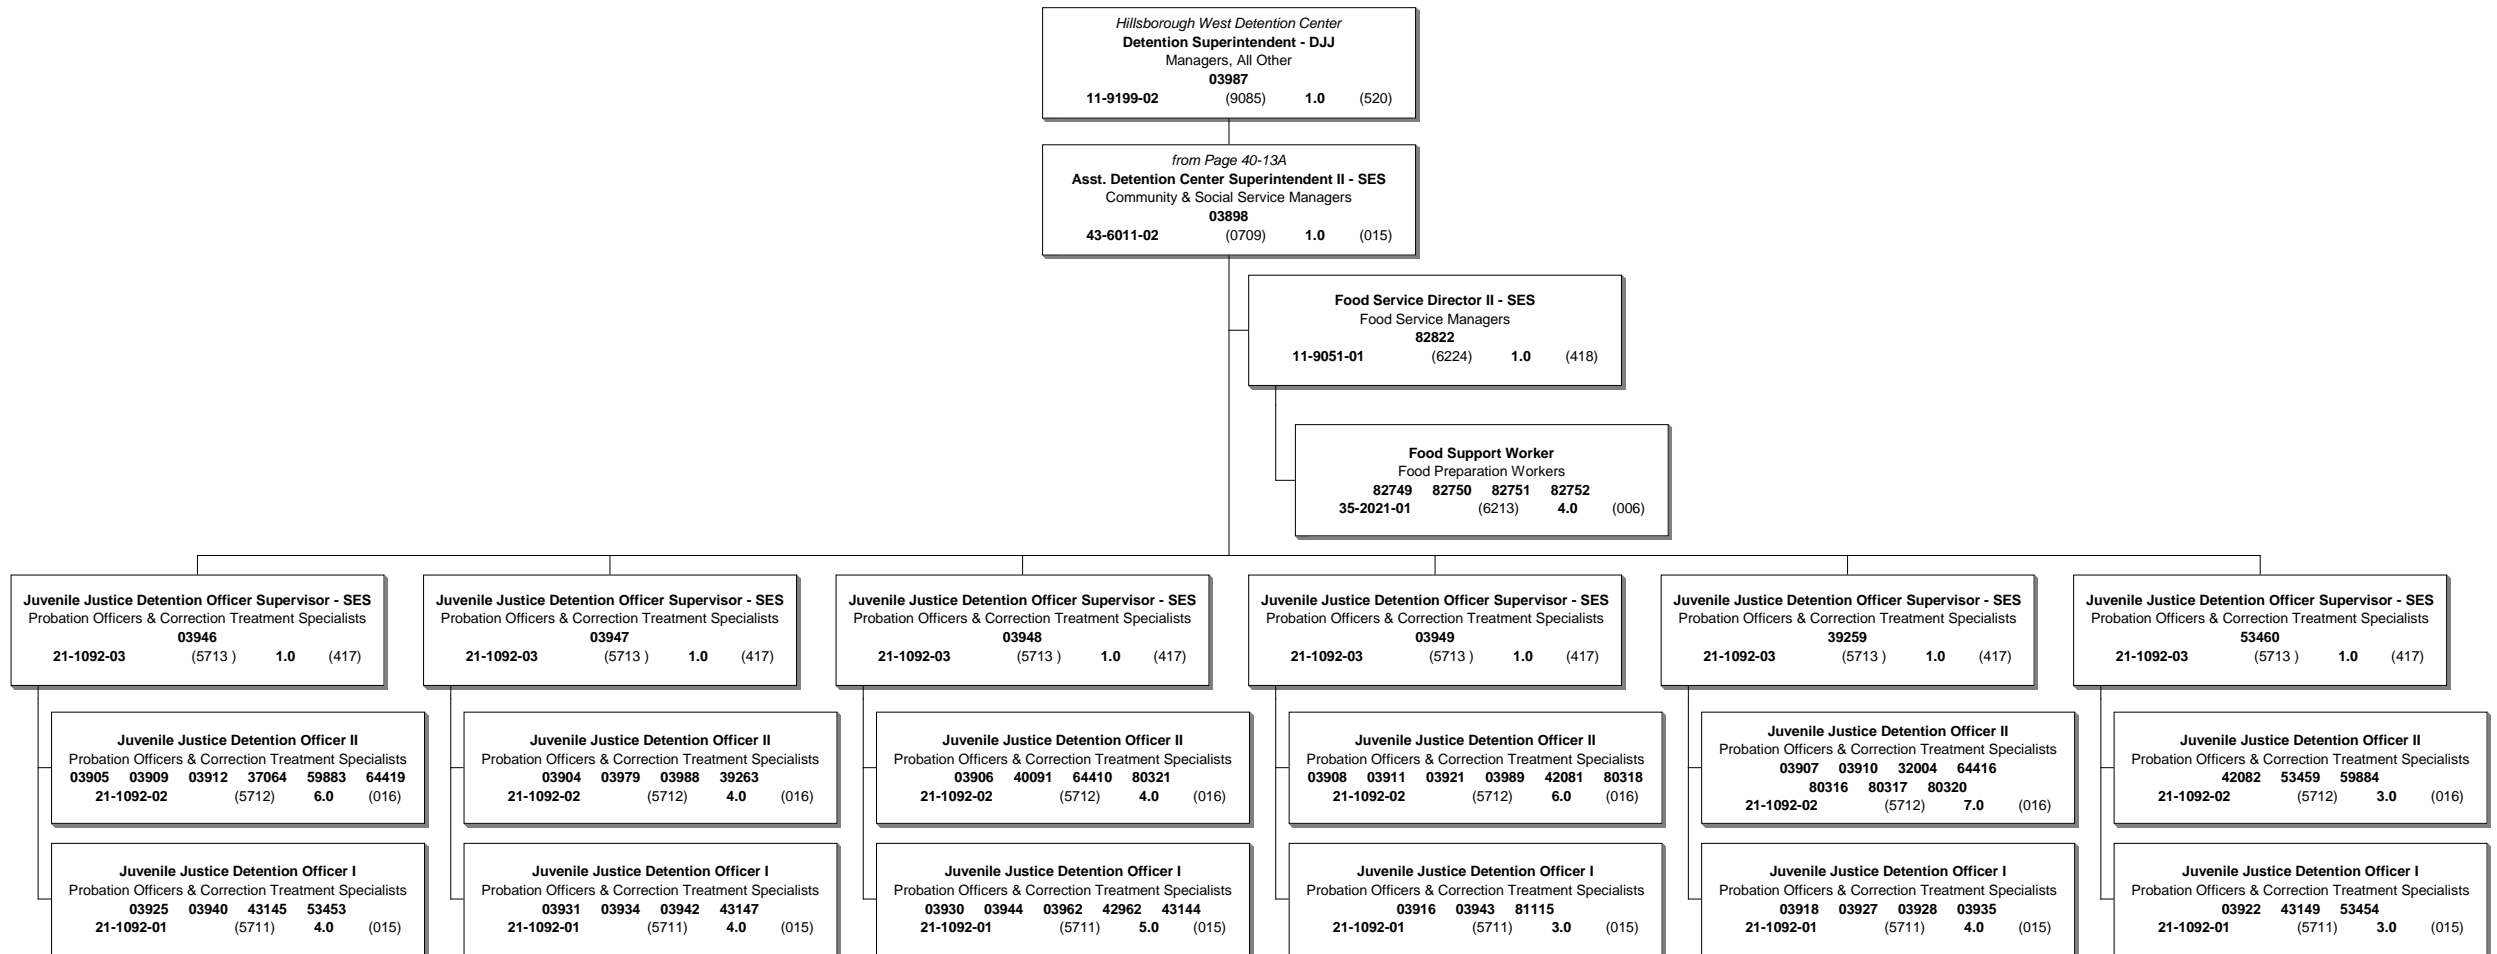 Hillsborough West Detention Center
Detention Superintendent - DJJ
Managers, All Other
03987
11-9199-02 (9085) 1.0 (520)
from Page 40-13A
Asst. Detention Center Superintendent II - SES
Community & Social Service Managers
03898
43-6011-02 (0709) 1.0 (015)
Food Service Director II - SES
Food Service Managers
82822
11-9051-01 (6224) 1.0 (418)
Food Support Worker
Food Preparation Workers
82749 82750 82751 82752
35-2021-01 (6213) 4.0 (006)
Juvenile Justice Detention Officer Supervisor - SES
Probation Officers & Correction Treatment Specialists
03946
21-1092-03 (5713 ) 1.0 (417)
Juvenile Justice Detention Officer II
Probation Officers & Correction Treatment Specialists
03905 03909 03912 37064 59883 64419
21-1092-02 (5712) 6.0 (016)
Juvenile Justice Detention Officer I
Probation Officers & Correction Treatment Specialists
03925 03940 43145 53453
21-1092-01 (5711) 4.0 (015)
Juvenile Justice Detention Officer Supervisor - SES
Probation Officers & Correction Treatment Specialists
03947
21-1092-03 (5713 ) 1.0 (417)
Juvenile Justice Detention Officer II
Probation Officers & Correction Treatment Specialists
03904 03979 03988 39263
21-1092-02 (5712) 4.0 (016)
Juvenile Justice Detention Officer I
Probation Officers & Correction Treatment Specialists
03931 03934 03942 43147
21-1092-01 (5711) 4.0 (015)
Juvenile Justice Detention Officer Supervisor - SES
Probation Officers & Correction Treatment Specialists
03948
21-1092-03 (5713 ) 1.0 (417)
Juvenile Justice Detention Officer II
Probation Officers & Correction Treatment Specialists
03906 40091 64410 80321
21-1092-02 (5712) 4.0 (016)
Juvenile Justice Detention Officer I
Probation Officers & Correction Treatment Specialists
03930 03944 03962 42962 43144
21-1092-01 (5711) 5.0 (015)
Juvenile Justice Detention Officer Supervisor - SES
Probation Officers & Correction Treatment Specialists
03949
21-1092-03 (5713 ) 1.0 (417)
Juvenile Justice Detention Officer II
Probation Officers & Correction Treatment Specialists
03908 03911 03921 03989 42081 80318
21-1092-02 (5712) 6.0 (016)
Juvenile Justice Detention Officer I
Probation Officers & Correction Treatment Specialists
03916 03943 81115
21-1092-01 (5711) 3.0 (015)
Juvenile Justice Detention Officer Supervisor - SES
Probation Officers & Correction Treatment Specialists
39259
21-1092-03 (5713 ) 1.0 (417)
Juvenile Justice Detention Officer II
Probation Officers & Correction Treatment Specialists
03907 03910 32004 64416
80316 80317 80320
21-1092-02 (5712) 7.0 (016)
Juvenile Justice Detention Officer I
Probation Officers & Correction Treatment Specialists
03918 03927 03928 03935
21-1092-01 (5711) 4.0 (015)
Juvenile Justice Detention Officer Supervisor - SES
Probation Officers & Correction Treatment Specialists
53460
21-1092-03 (5713 ) 1.0 (417)
Juvenile Justice Detention Officer II
Probation Officers & Correction Treatment Specialists
42082 53459 59884
21-1092-02 (5712) 3.0 (016)
Juvenile Justice Detention Officer I
Probation Officers & Correction Treatment Specialists
03922 43149 53454
21-1092-01 (5711) 3.0 (015)